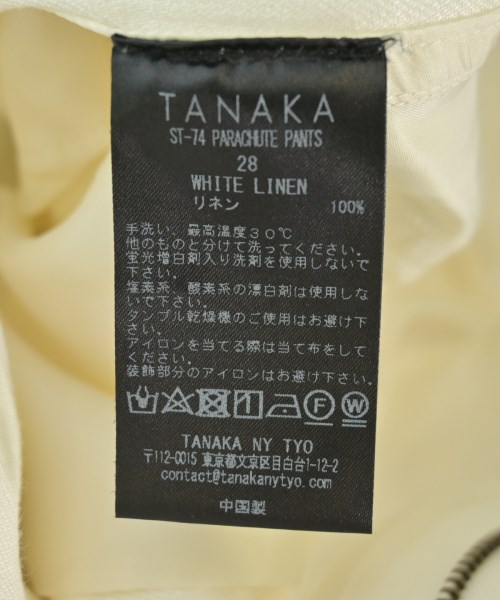 TANAKA
ST-74 PARACHUTE PANTS
28
WHITE LINEN
リネン 100%
手洗い、最高温度30℃
他のものと分けて洗ってください。
蛍光増白剤入り洗剤を使用しないで
下さい。
塩素系、酸素系の漂白剤は使用しな
いで下さい。
タンブル乾燥機のご使用はお避け下
さい。
アイロンを当てる際は当て布をして
ください。
装飾部分のアイロンはお避け下さい。
F W
TANAKA NY TYO
〒112-0015 東京都文京区目白台1-12-2
contact@tanakanytyo.com
中国製